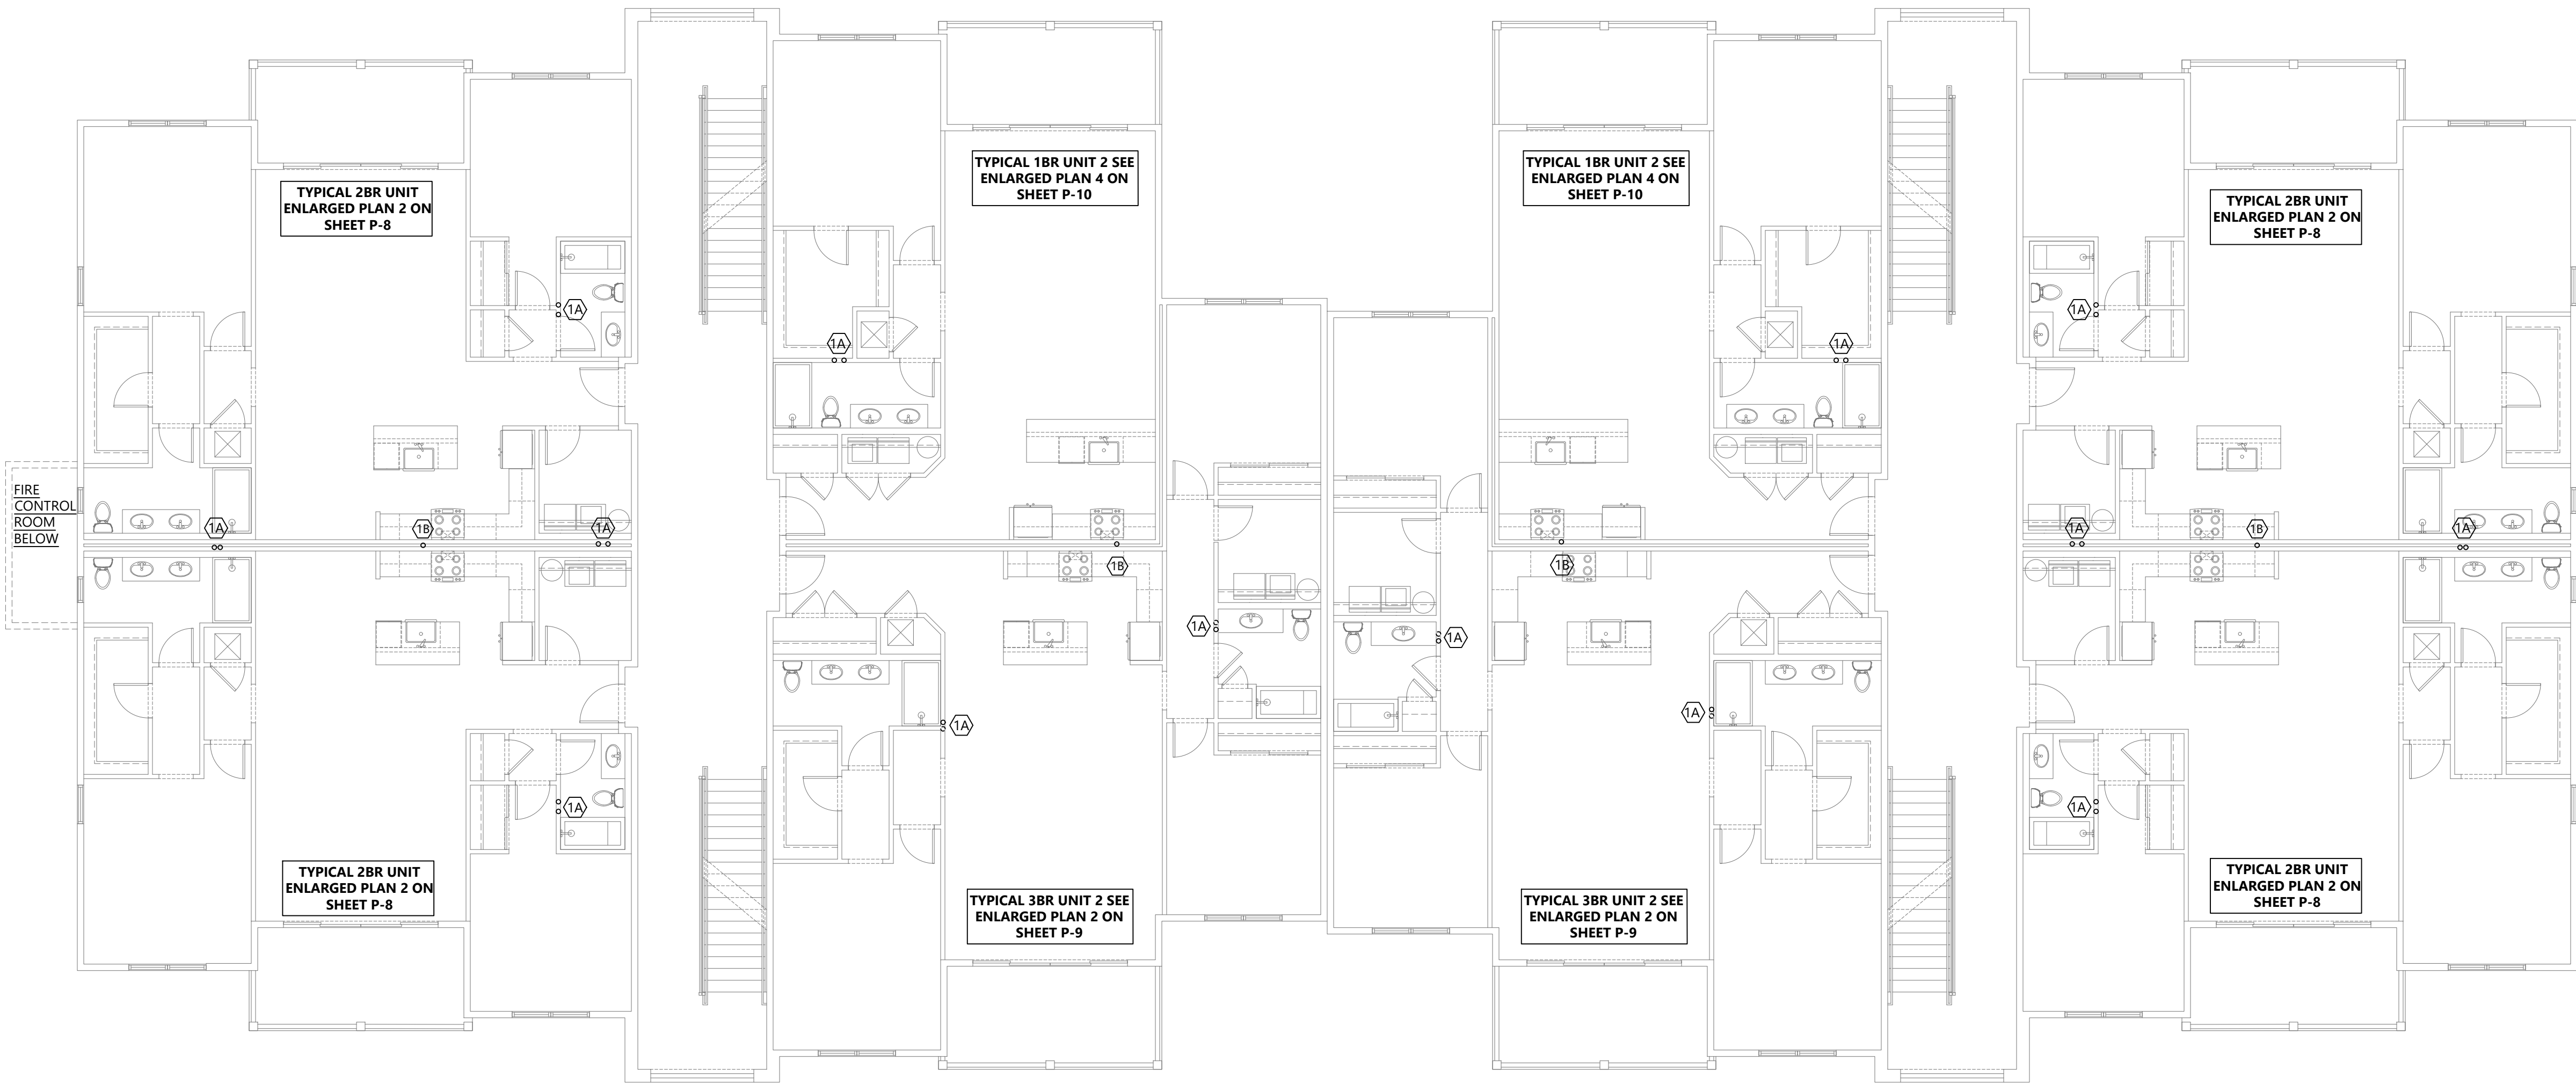 TYPICAL 1BR UNIT 2 SEE
ENLARGED PLAN 4 ON
SHEET P-10
TYPICAL 1BR UNIT 2 SEE
ENLARGED PLAN 4 ON
SHEET P-10
TYPICAL 2BR UNIT
ENLARGED PLAN 2 ON
SHEET P-8
TYPICAL 2BR UNIT
ENLARGED PLAN 2 ON
SHEET P-8
1A
1A
1A
1A
FIRE
CONTROL
ROOM
BELOW
1A
1B
1A
1A
1B
1A
1B
1B
1A
1A
1A
1A
1A
1A
TYPICAL 2BR UNIT
ENLARGED PLAN 2 ON
SHEET P-8
TYPICAL 3BR UNIT 2 SEE
ENLARGED PLAN 2 ON
SHEET P-9
TYPICAL 3BR UNIT 2 SEE
ENLARGED PLAN 2 ON
SHEET P-9
TYPICAL 2BR UNIT
ENLARGED PLAN 2 ON
SHEET P-8